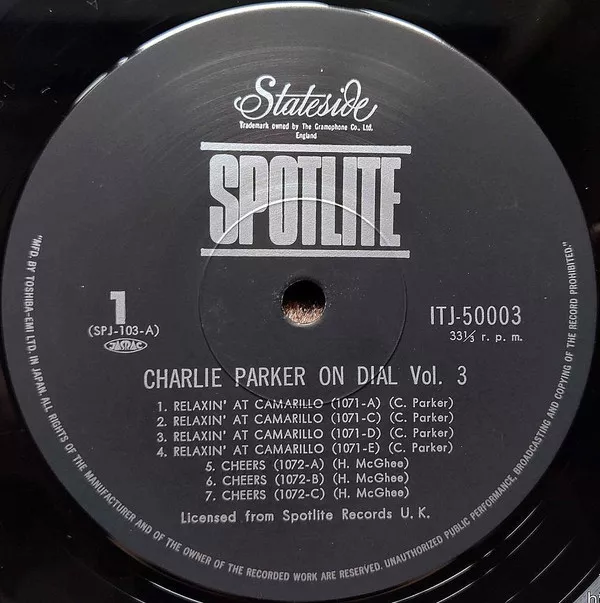 Stateside
Trademark owned by The Gramophone Co., Ltd.
England
SPOTLITE
1
(SPJ-103-A)
JASRAC
ITJ-50003
33⅓ r. p. m.
CHARLIE PARKER ON DIAL Vol. 3
1. RELAXIN' AT CAMARILLO (1071-A) (C. Parker)
2. RELAXIN' AT CAMARILLO (1071-C) (C. Parker)
3. RELAXIN' AT CAMARILLO (1071-D) (C. Parker)
4. RELAXIN' AT CAMARILLO (1071-E) (C. Parker)
5. CHEERS (1072-A) (H. McGhee)
6. CHEERS (1072-B) (H. McGhee)
7. CHEERS (1072-C) (H. McGhee)
Licensed from Spotlite Records U. K.
"MFD. BY TOSHIBA-EMI LTD. IN JAPAN. ALL RIGHTS OF THE MANUFACTURER AND OF THE OWNER OF THE RECORDED WORK ARE RESERVED. UNAUTHORIZED PUBLIC PERFORMANCE, BROADCASTING AND COPYING OF THE RECORD PROHIBITED."